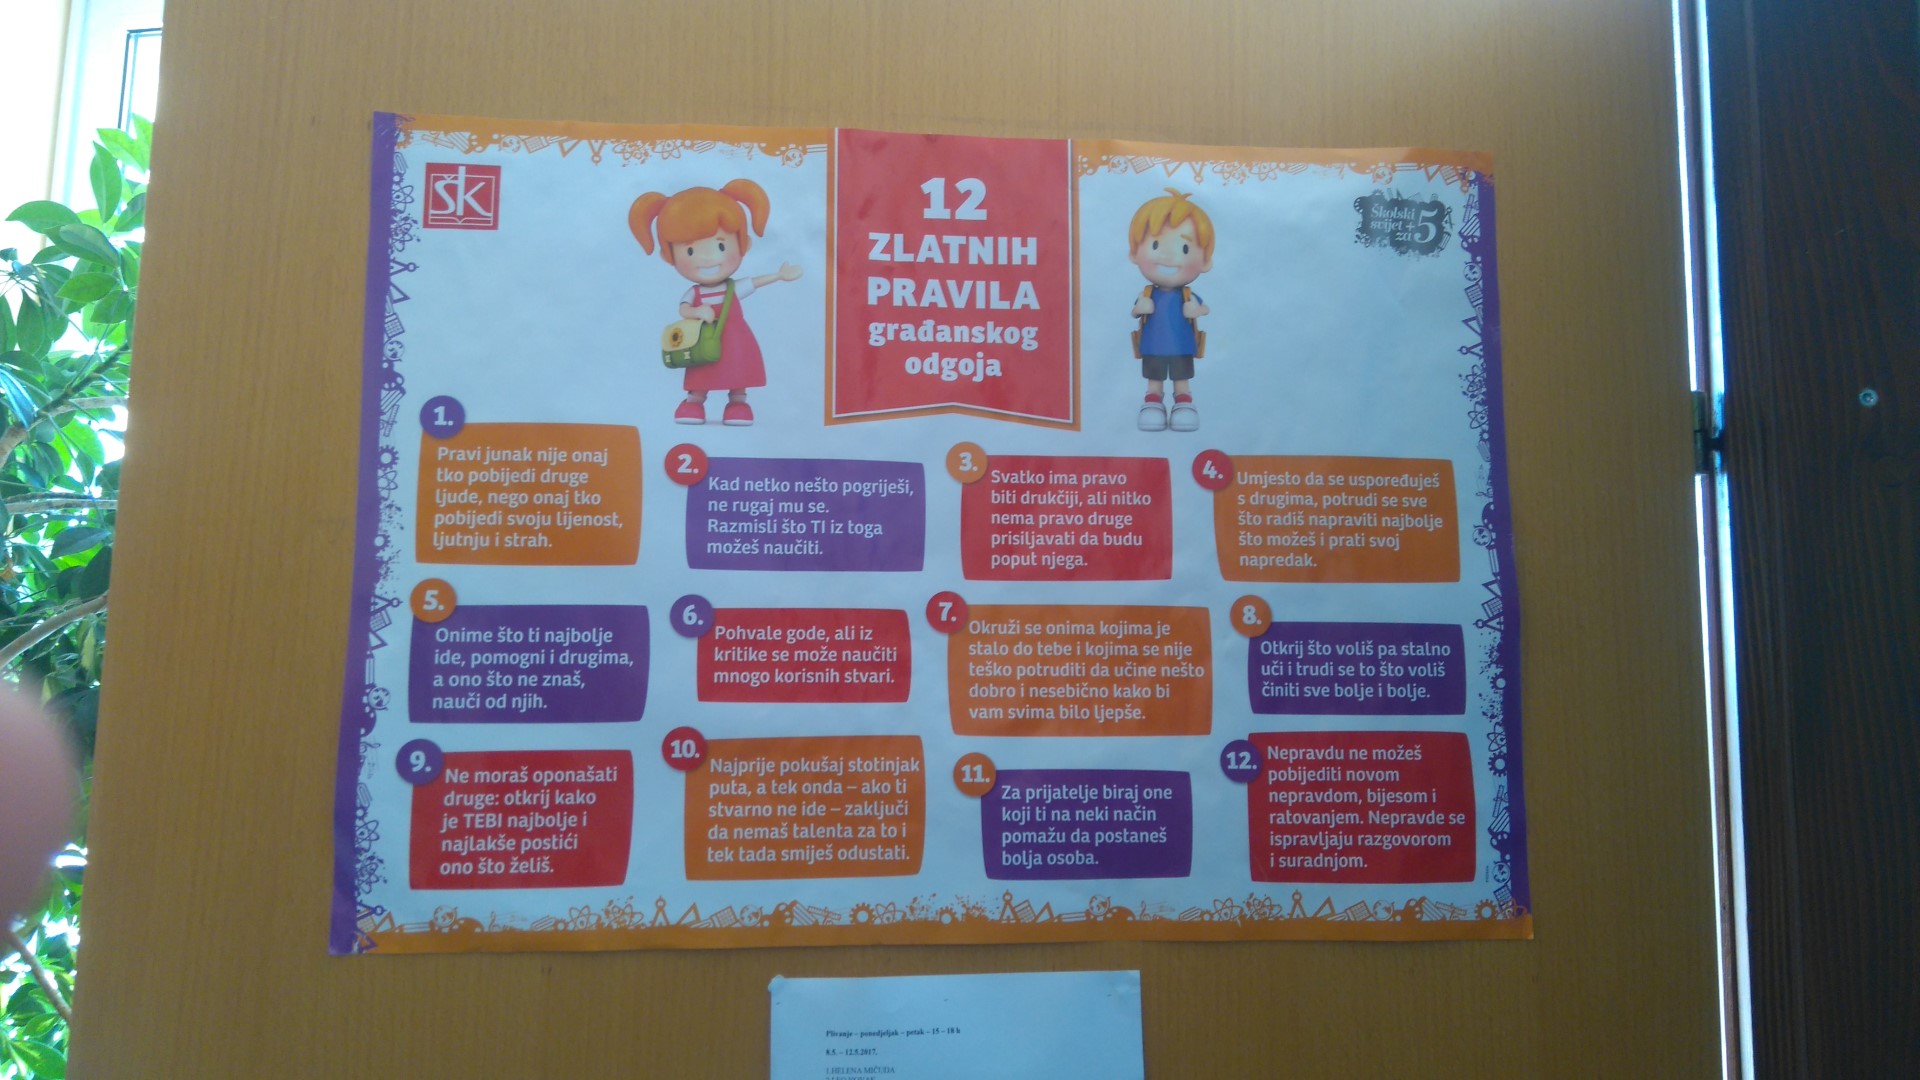 ŠK
12
ZLATNIH
PRAVILA
građanskog
odgoja
Školski
svijet +
za 5
1.
Pravi junak nije onaj
tko pobijedi druge
ljude, nego onaj tko
pobijedi svoju lijenost,
ljutnju i strah.
2.
Kad netko nešto pogriješi,
ne rugaj mu se.
Razmisli što TI iz toga
možeš naučiti.
3.
Svatko ima pravo
biti drukčiji, ali nitko
nema pravo druge
prisiljavati da budu
poput njega.
4.
Umjesto da se uspoređuješ
s drugima, potrudi se sve
što radiš napraviti najbolje
što možeš i prati svoj
napredak.
5.
Onime što ti najbolje
ide, pomogni i drugima,
a ono što ne znaš,
nauči od njih.
6.
Pohvale gode, ali iz
kritike se može naučiti
mnogo korisnih stvari.
7.
Okruži se onima kojima je
stalo do tebe i kojima se nije
teško potruditi da učine nešto
dobro i nesebično kako bi
vam svima bilo ljepše.
8.
Otkrij što voliš pa stalno
uči i trudi se to što voliš
činiti sve bolje i bolje.
9.
Ne moraš oponašati
druge: otkrij kako
je TEBI najbolje i
najlakše postići
ono što želiš.
10.
Najprije pokušaj stotinjak
puta, a tek onda – ako ti
stvarno ne ide – zaključi
da nemaš talenta za to i
tek tada smiješ odustati.
11.
Za prijatelje biraj one
koji ti na neki način
pomažu da postaneš
bolja osoba.
12.
Nepravdu ne možeš
pobijediti novom
nepravdom, bijesom i
ratovanjem. Nepravde se
ispravljaju razgovorom
i suradnjom.
Plivanje – ponedjeljak – petak – 15 – 18 h
8.5. – 12.5.2017.
1.HELENA MIČUDA